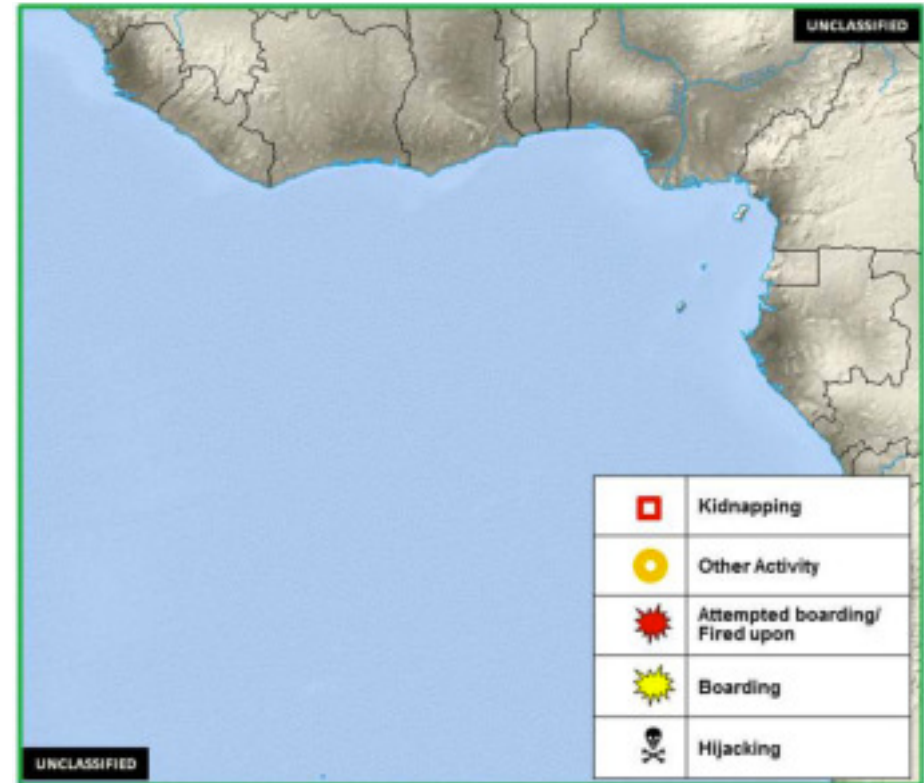 UNCLASSIFIED
Kidnapping
Other Activity
Attempted boarding/
Fired upon
Boarding
Hijacking
UNCLASSIFIED